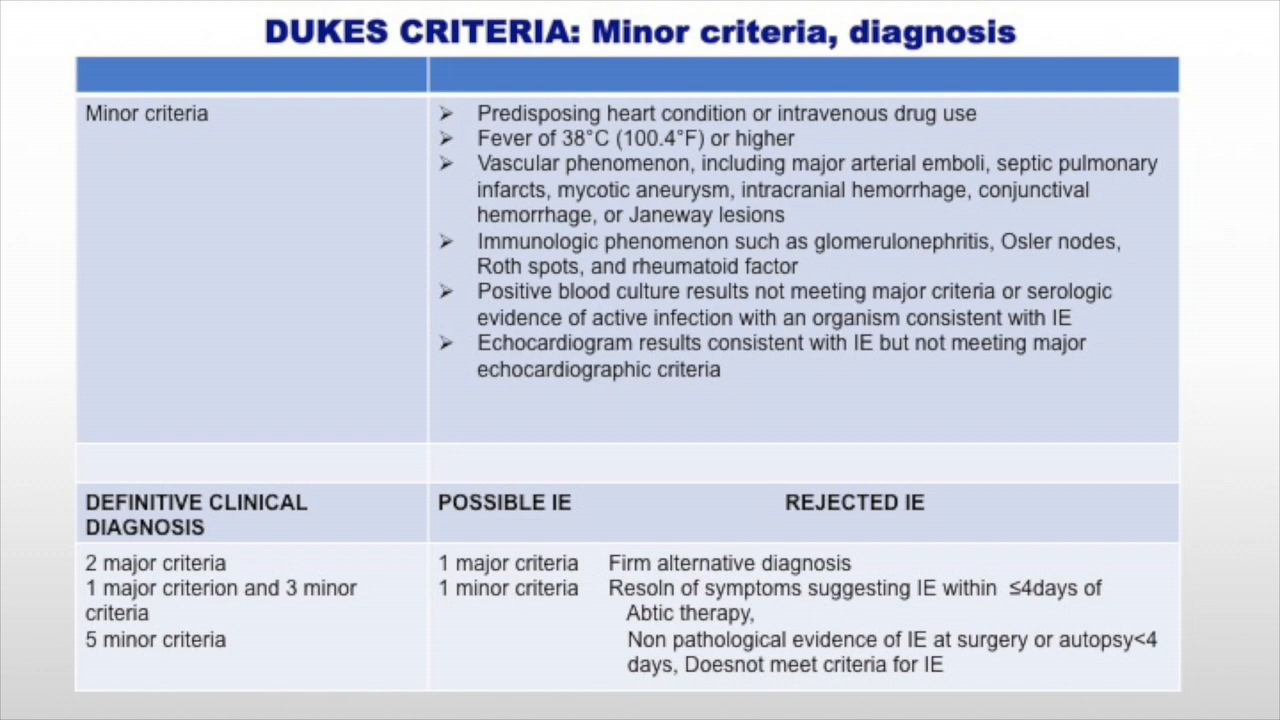 DUKES CRITERIA: Minor criteria, diagnosis
Minor criteria
➢ Predisposing heart condition or intravenous drug use
➢ Fever of 38°C (100.4°F) or higher
➢ Vascular phenomenon, including major arterial emboli, septic pulmonary
infarcts, mycotic aneurysm, intracranial hemorrhage, conjunctival
hemorrhage, or Janeway lesions
➢ Immunologic phenomenon such as glomerulonephritis, Osler nodes,
Roth spots, and rheumatoid factor
➢ Positive blood culture results not meeting major criteria or serologic
evidence of active infection with an organism consistent with IE
➢ Echocardiogram results consistent with IE but not meeting major
echocardiographic criteria
DEFINITIVE CLINICAL
DIAGNOSIS
POSSIBLE IE REJECTED IE
2 major criteria
1 major criterion and 3 minor
criteria
5 minor criteria
1 major criteria Firm alternative diagnosis
1 minor criteria Resoln of symptoms suggesting IE within ≤4days of
Abtic therapy,
Non pathological evidence of IE at surgery or autopsy<4
days, Doesnot meet criteria for IE